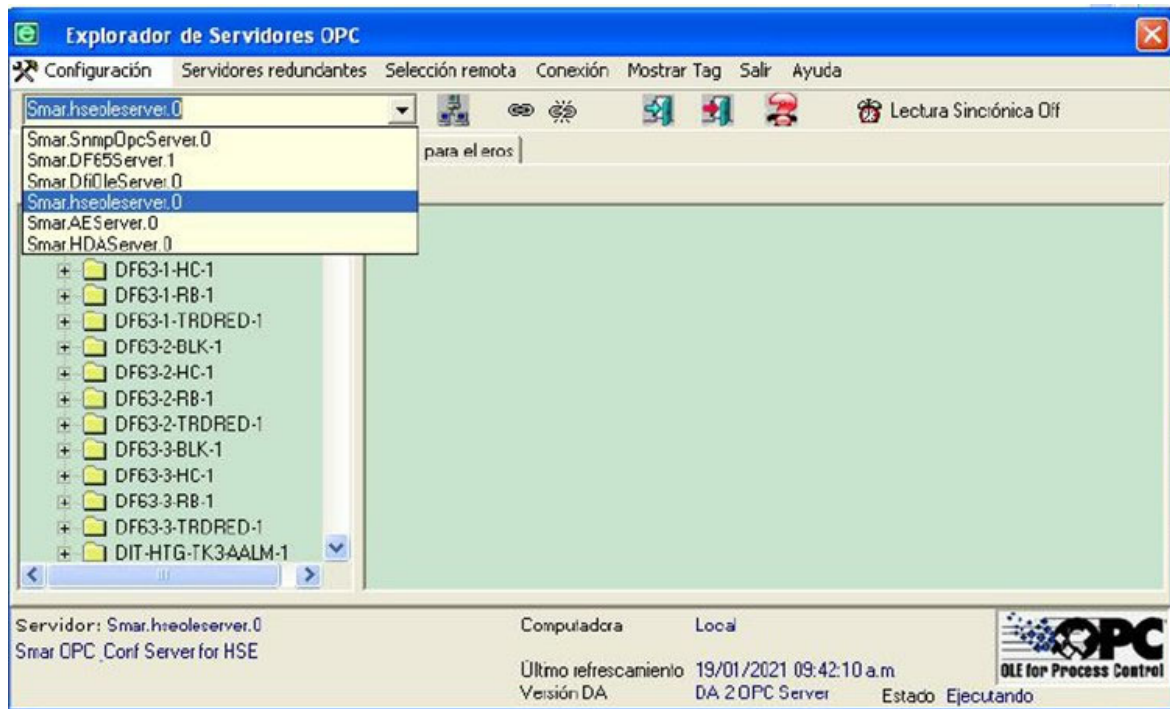 Explorador de Servidores OPC
Configuración Servidores redundantes Selección remota Conexión Mostrar Tag Salir Ayuda
Smar.hseoleserver.0
Lectura Sincrónica Off
Smar.SnmpOpcServer.0
Smar.DF65Server.1
Smar.DfiOleServer.0
Smar.hseoleserver.0
Smar.AEServer.0
Smar.HDAServer.0
para el eros
DF63-1-HC-1
DF63-1-RB-1
DF63-1-TRDRED-1
DF63-2-BLK-1
DF63-2-HC-1
DF63-2-RB-1
DF63-2-TRDRED-1
DF63-3-BLK-1
DF63-3-HC-1
DF63-3-RB-1
DF63-3-TRDRED-1
DIT-HTG-TK3AALM-1
Servidor: Smar.hseoleserver.0
Smar OPC Conf Server for HSE
Computadora Local
Último refrescamiento 19/01/2021 09:42:10 a.m.
Versión DA DA 2 OPC Server
Estado Ejecutando
OPC
OLE for Process Control